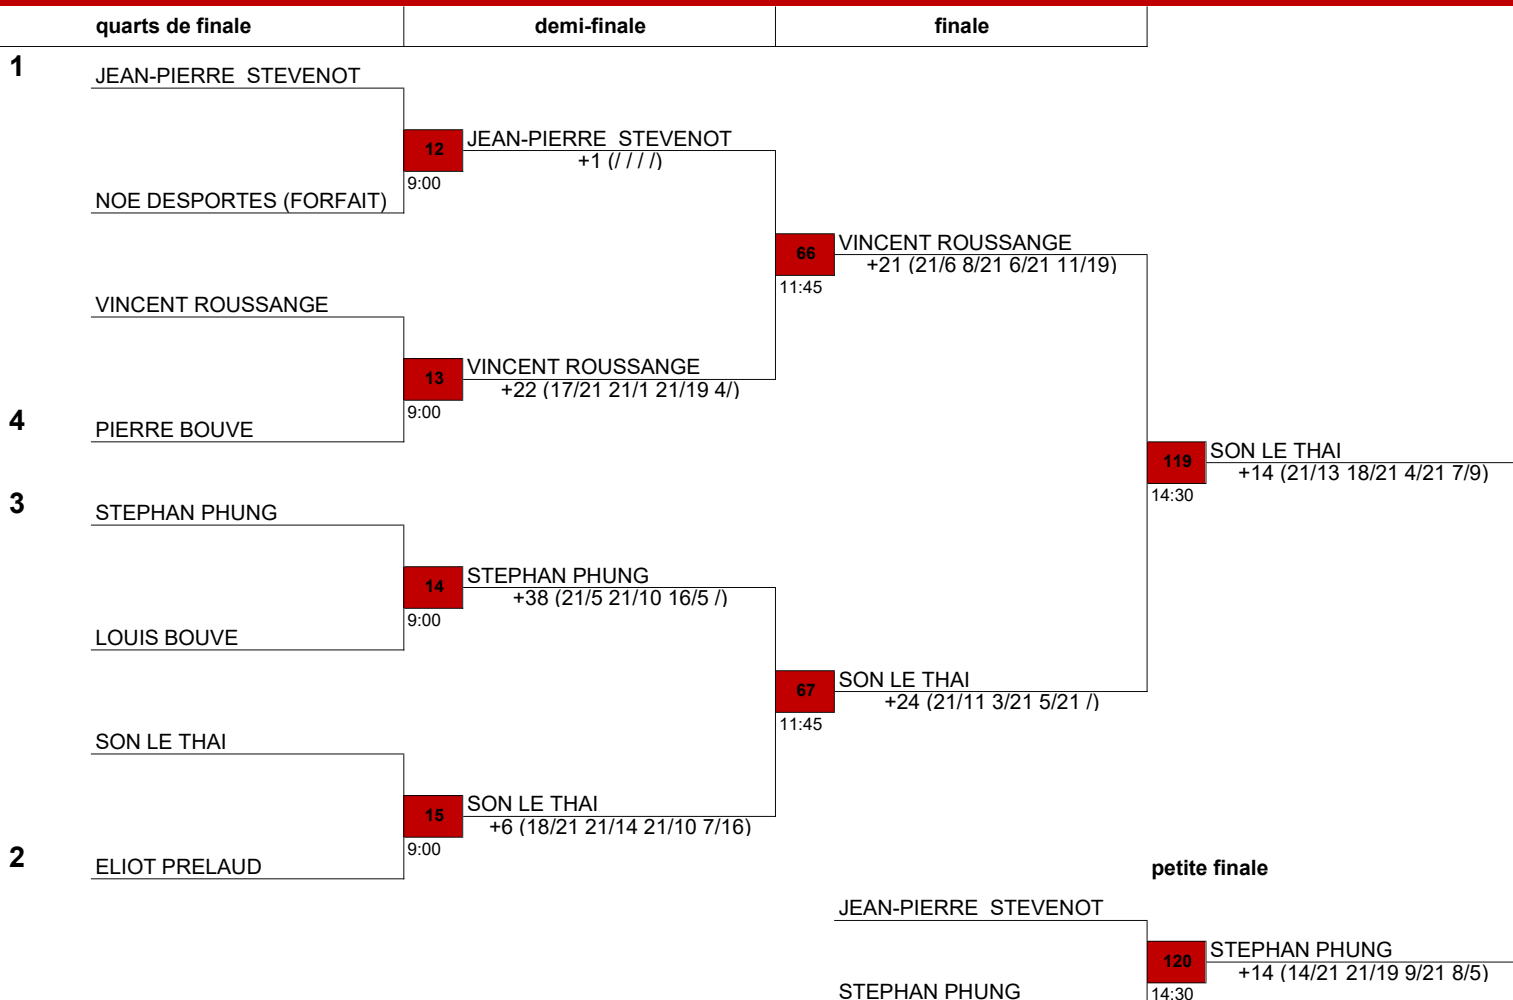 quarts de finale
demi-finale
finale
1
JEAN-PIERRE  STEVENOT
12
JEAN-PIERRE  STEVENOT
+1 (/ / / /)
9:00
NOE DESPORTES (FORFAIT)
66
VINCENT ROUSSANGE
+21 (21/6 8/21 6/21 11/19)
11:45
VINCENT ROUSSANGE
13
VINCENT ROUSSANGE
+22 (17/21 21/1 21/19 4/)
9:00
4
PIERRE BOUVE
119
SON LE THAI
+14 (21/13 18/21 4/21 7/9)
14:30
3
STEPHAN PHUNG
14
STEPHAN PHUNG
+38 (21/5 21/10 16/5 /)
9:00
LOUIS BOUVE
67
SON LE THAI
+24 (21/11 3/21 5/21 /)
11:45
SON LE THAI
15
SON LE THAI
+6 (18/21 21/14 21/10 7/16)
9:00
2
ELIOT PRELAUD
petite finale
JEAN-PIERRE  STEVENOT
120
STEPHAN PHUNG
+14 (14/21 21/19 9/21 8/5)
14:30
STEPHAN PHUNG